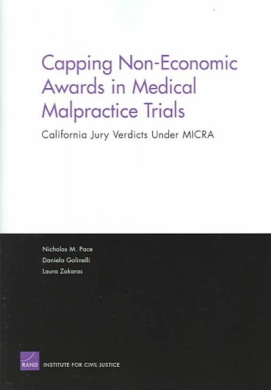 Capping Non-Economic
Awards in Medical
Malpractice Trials
California Jury Verdicts Under MICRA
Nicholas M. Pace
Daniela Golinelli
Laura Zakaras
RAND
INSTITUTE FOR CIVIL JUSTICE